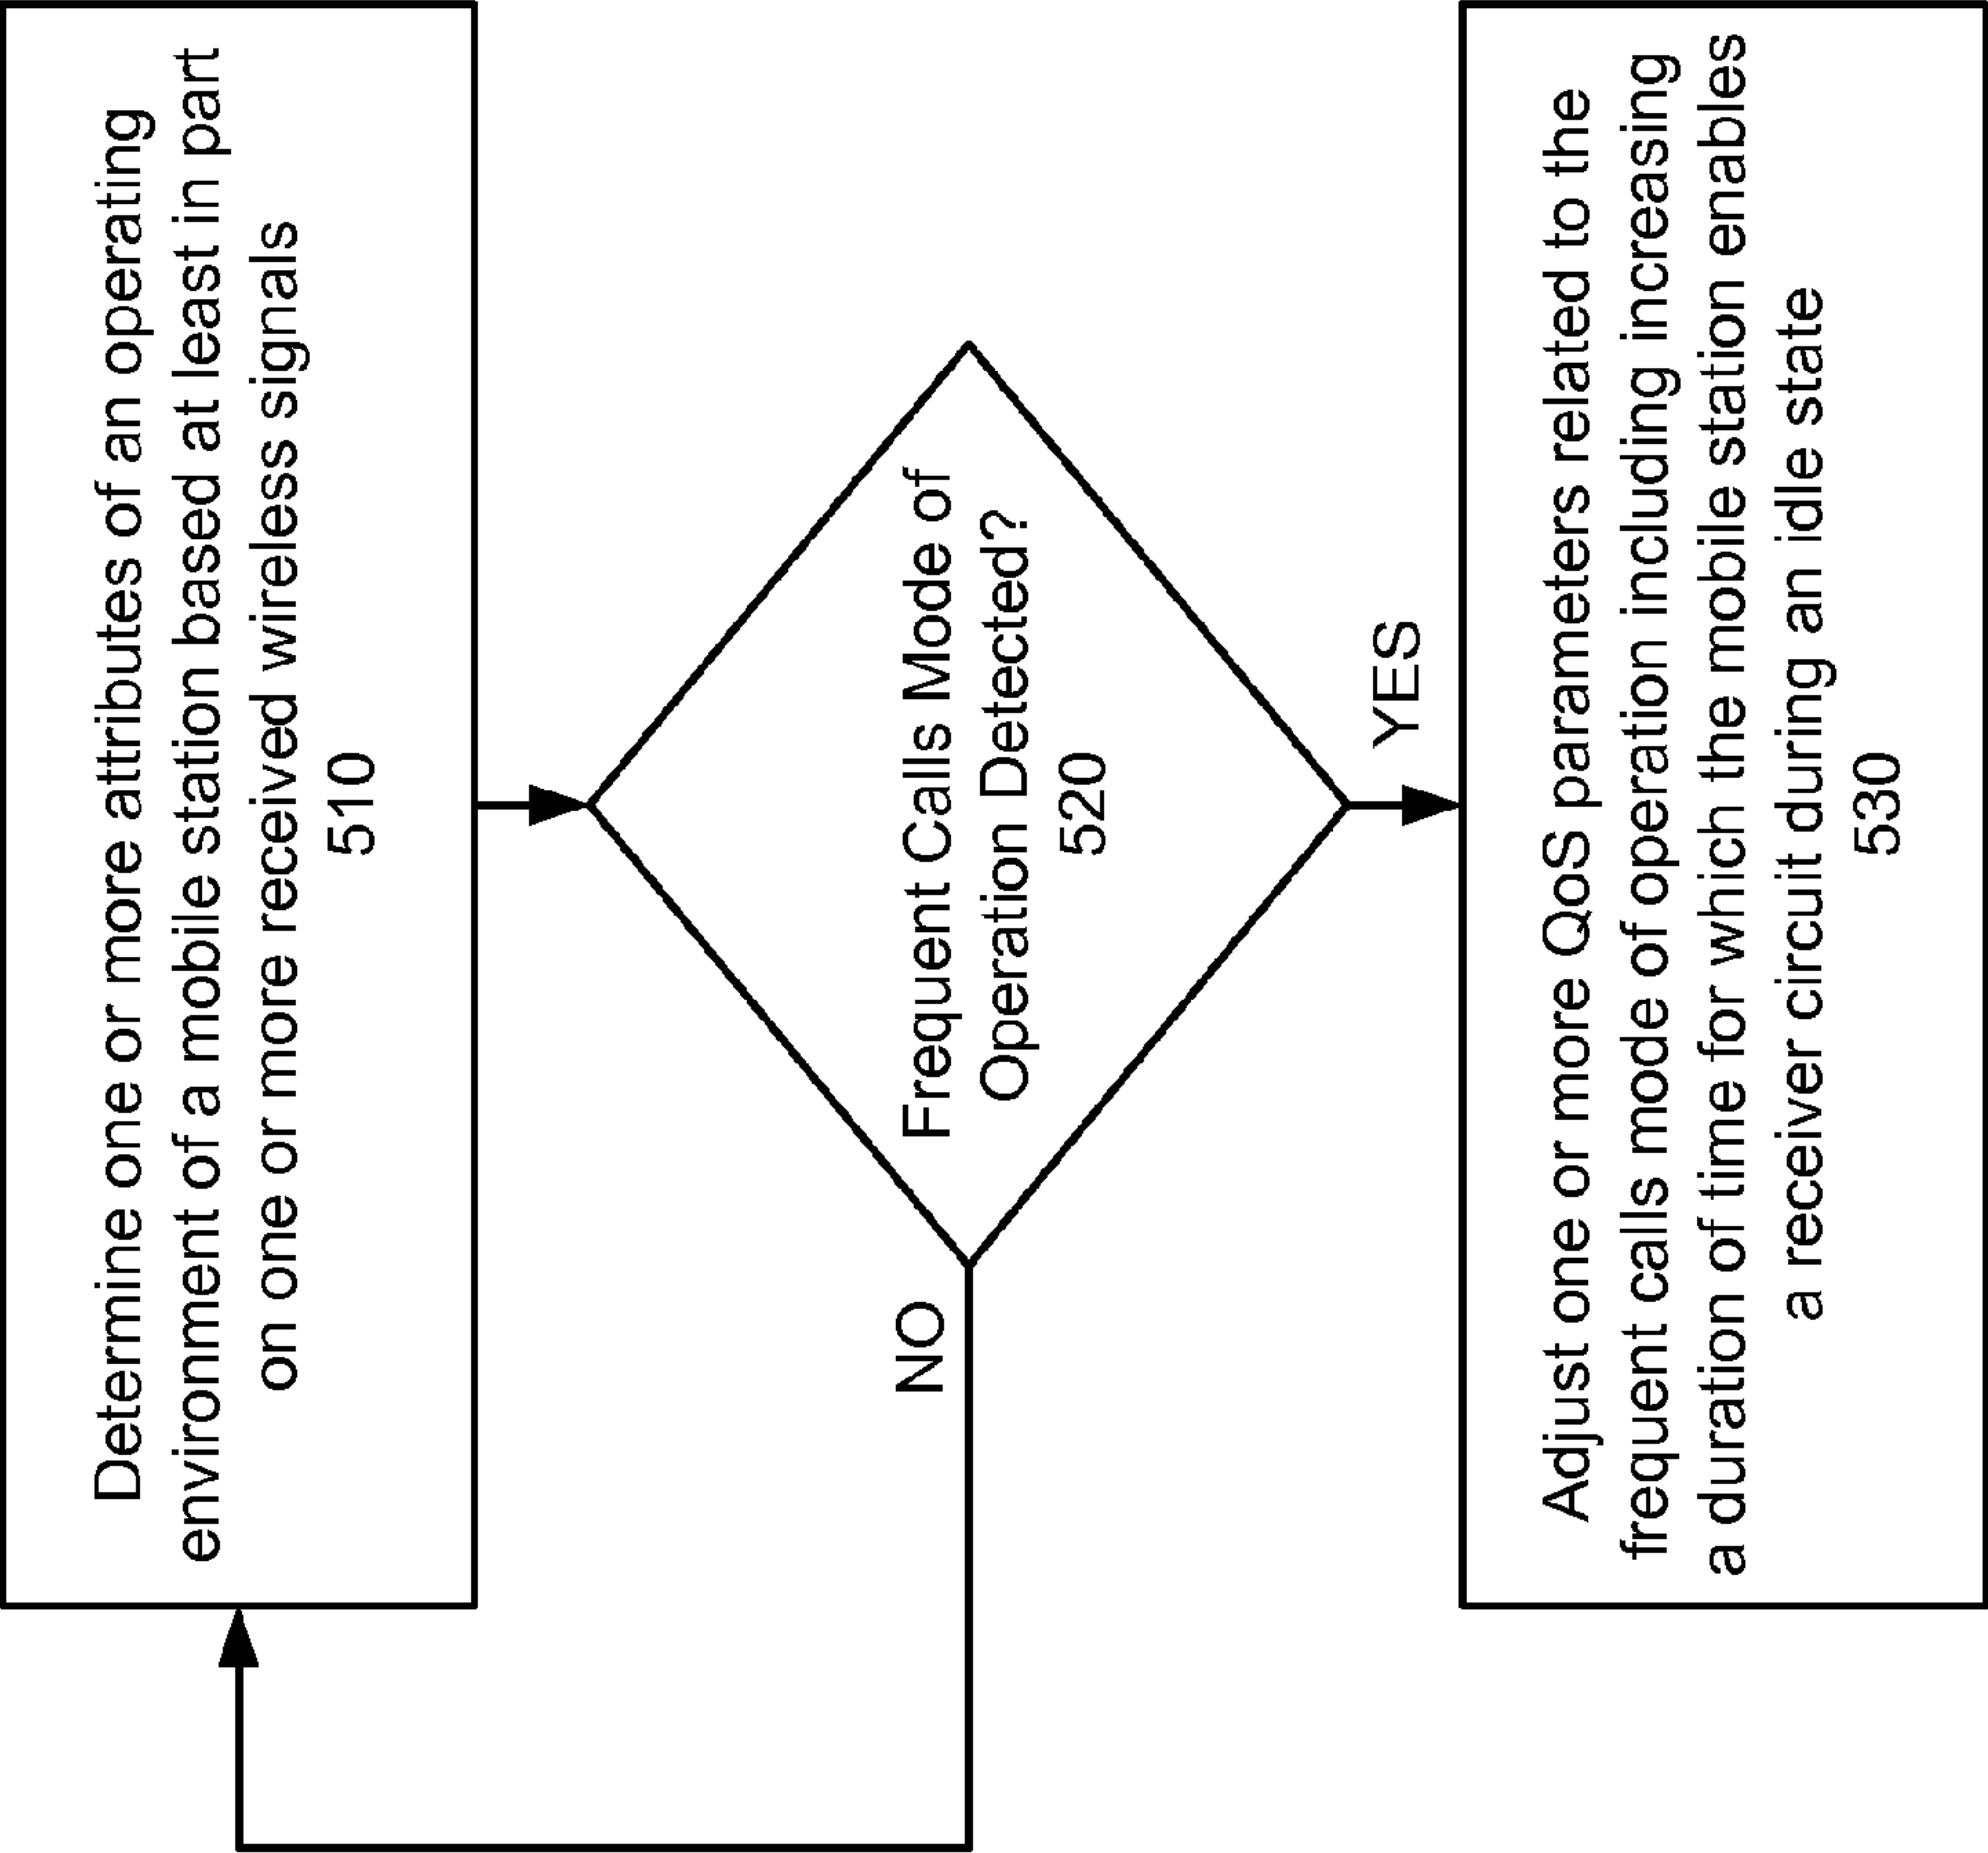 Determine one or more attributes of an operating
environment of a mobile station based at least in part
on one or more received wireless signals
510
Frequent Calls Mode of
Operation Detected?
520
NO
YES
Adjust one or more QoS parameters related to the
frequent calls mode of operation including increasing
a duration of time for which the mobile station enables
a receiver circuit during an idle state
530